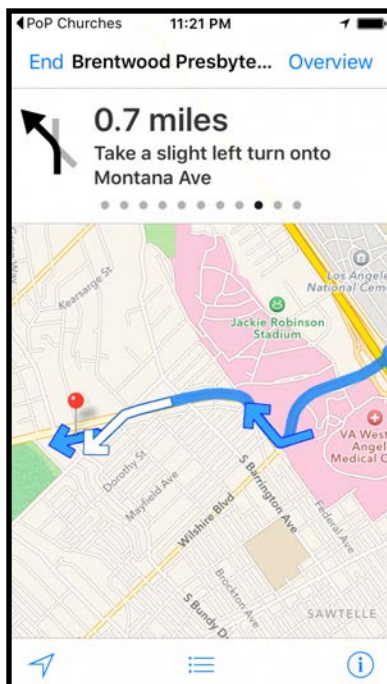 PoP Churches 11:21 PM
End Brentwood Presbyte... Overview
0.7 miles
Take a slight left turn onto
Montana Ave
Kearsarge St
Los Angele
National Cem
Jackie Robinson
Stadium
VA Wes
Angel
Medical C
Dorothy St
Mayfield Ave
S Barrington Ave
Wilshire Blvd
Federal Ave
Brockton Ave
S Bundy Dr
SAWTELLE